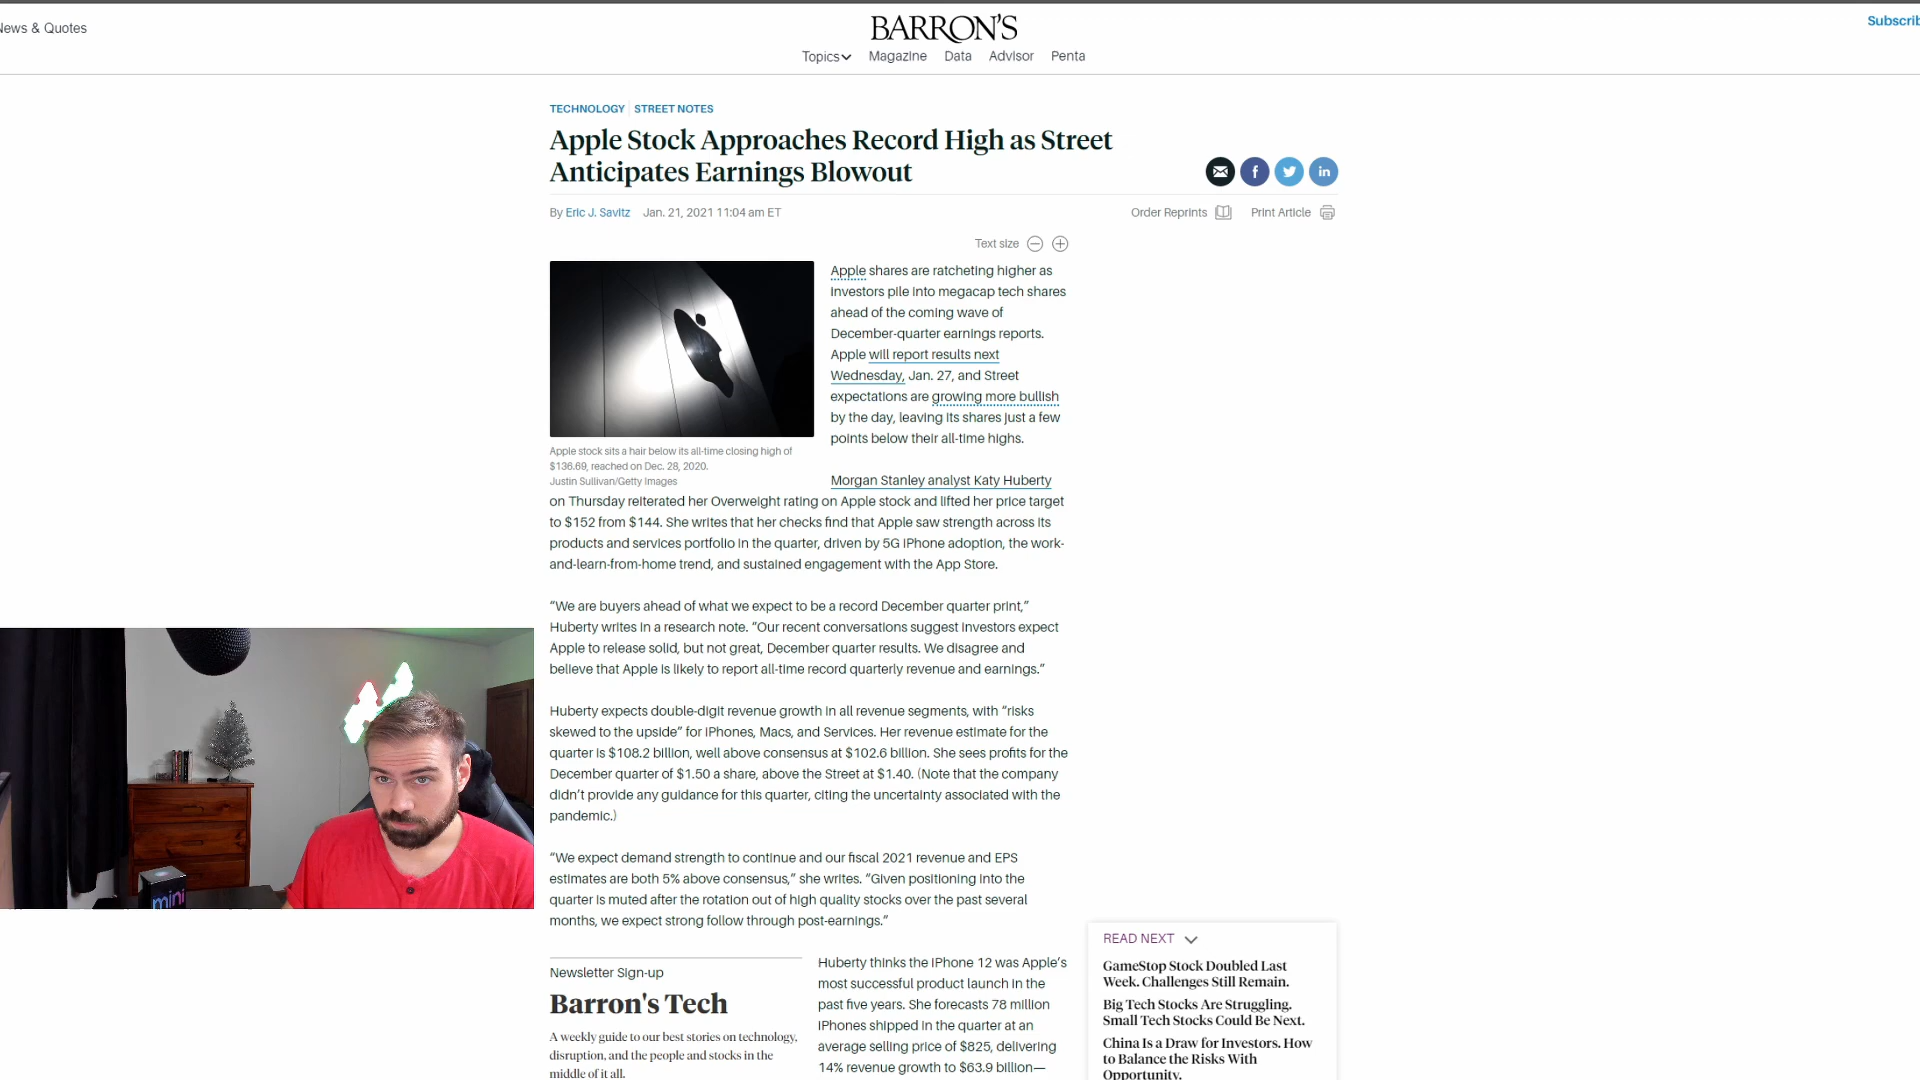 News & Quotes
BARRON'S
Subscrib
Topics
Magazine
Data
Advisor
Penta
TECHNOLOGY
STREET NOTES
Apple Stock Approaches Record High as Street
Anticipates Earnings Blowout
By Eric J. Savitz
Jan. 21, 2021 11:04 am ET
Order Reprints
Print Article
Text size
Apple shares are ratcheting higher as
investors pile into megacap tech shares
ahead of the coming wave of
December-quarter earnings reports.
Apple will report results next
Wednesday, Jan. 27, and Street
expectations are growing more bullish
by the day, leaving its shares just a few
points below their all-time highs.
Apple stock sits a hair below its all-time closing high of
$136.69, reached on Dec. 28, 2020.
Justin Sullivan/Getty Images
Morgan Stanley analyst Katy Huberty
on Thursday reiterated her Overweight rating on Apple stock and lifted her price target
to $152 from $144. She writes that her checks find that Apple saw strength across its
products and services portfolio in the quarter, driven by 5G iPhone adoption, the work-
and-learn-from-home trend, and sustained engagement with the App Store.
“We are buyers ahead of what we expect to be a record December quarter print,”
Huberty writes in a research note. “Our recent conversations suggest investors expect
Apple to release solid, but not great, December quarter results. We disagree and
believe that Apple is likely to report all-time record quarterly revenue and earnings.”
Huberty expects double-digit revenue growth in all revenue segments, with “risks
skewed to the upside” for iPhones, Macs, and Services. Her revenue estimate for the
quarter is $108.2 billion, well above consensus at $102.6 billion. She sees profits for the
December quarter of $1.50 a share, above the Street at $1.40. (Note that the company
didn’t provide any guidance for this quarter, citing the uncertainty associated with the
pandemic.)
“We expect demand strength to continue and our fiscal 2021 revenue and EPS
estimates are both 5% above consensus,” she writes. “Given positioning into the
quarter is muted after the rotation out of high quality stocks over the past several
months, we expect strong follow through post-earnings.”
mini
Newsletter Sign-up
Barron's Tech
A weekly guide to our best stories on technology,
disruption, and the people and stocks in the
middle of it all.
Huberty thinks the iPhone 12 was Apple’s
most successful product launch in the
past five years. She forecasts 78 million
iPhones shipped in the quarter at an
average selling price of $825, delivering
14% revenue growth to $63.9 billion—
READ NEXT
GameStop Stock Doubled Last
Week. Challenges Still Remain.
Big Tech Stocks Are Struggling.
Small Tech Stocks Could Be Next.
China Is a Draw for Investors. How
to Balance the Risks With
Opportunity.